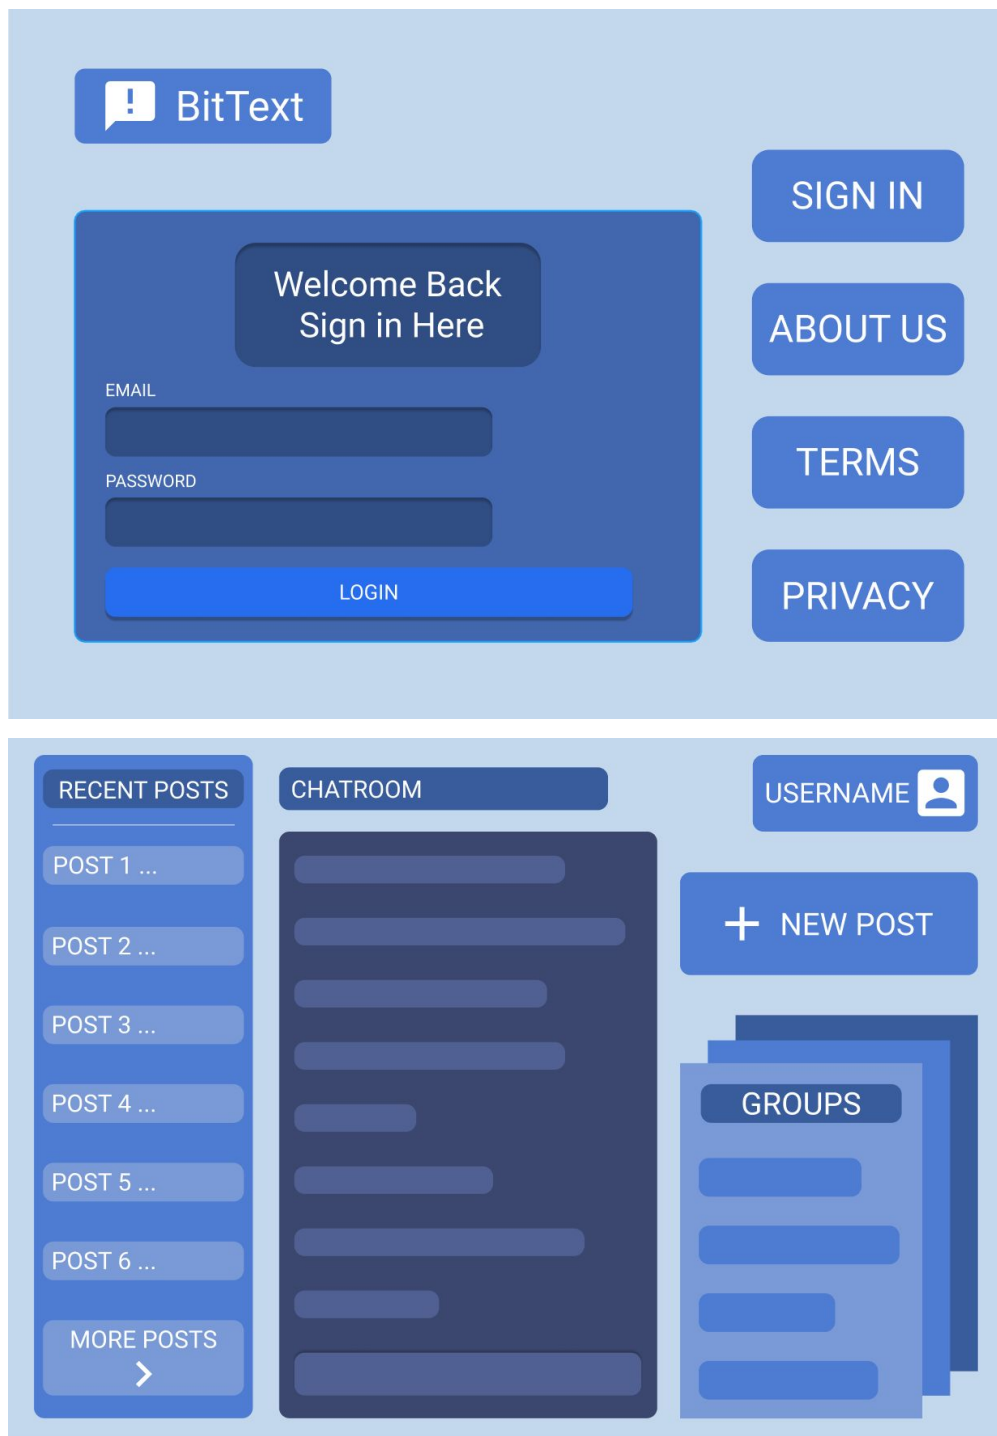 BitText
Welcome Back
Sign in Here
EMAIL
PASSWORD
LOGIN
SIGN IN
ABOUT US
TERMS
PRIVACY
RECENT POSTS
POST 1 ...
POST 2 ...
POST 3 ...
POST 4 ...
POST 5 ...
POST 6 ...
MORE POSTS
CHATROOM
USERNAME
NEW POST
GROUPS